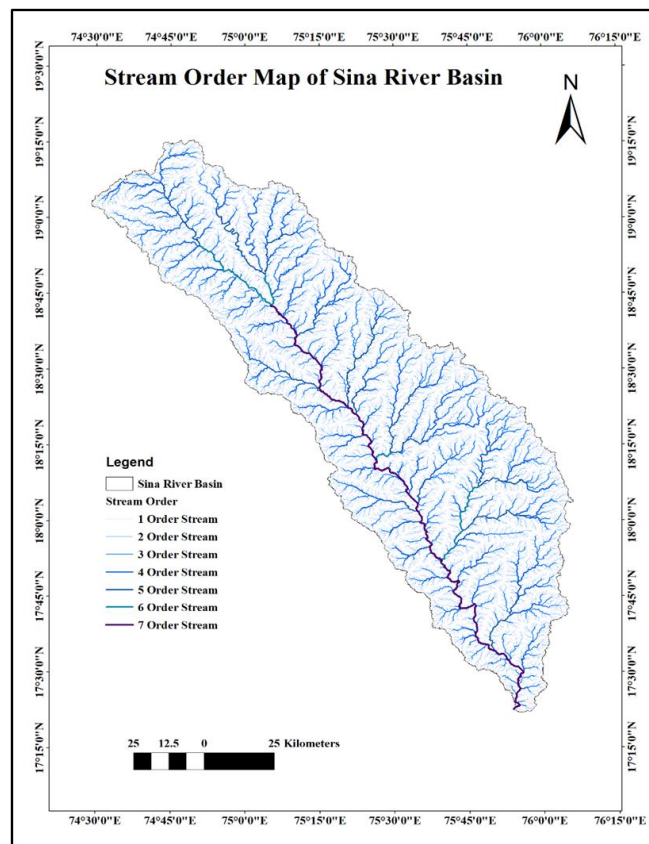 74°30'0"E 74°45'0"E 75°0'0"E 75°15'0"E 75°30'0"E 75°45'0"E 76°0'0"E 76°15'0"E
Stream Order Map of Sina River Basin
N
19°30'0"N
19°15'0"N
19°0'0"N
18°45'0"N
18°30'0"N
18°15'0"N
18°0'0"N
17°45'0"N
17°30'0"N
17°15'0"N
Legend
Sina River Basin
Stream Order
1 Order Stream
2 Order Stream
3 Order Stream
4 Order Stream
5 Order Stream
6 Order Stream
7 Order Stream
25 12.5 0 25 Kilometers
19°30'0"N
19°15'0"N
19°0'0"N
18°45'0"N
18°30'0"N
18°15'0"N
18°0'0"N
17°45'0"N
17°30'0"N
17°15'0"N
74°30'0"E 74°45'0"E 75°0'0"E 75°15'0"E 75°30'0"E 75°45'0"E 76°0'0"E 76°15'0"E